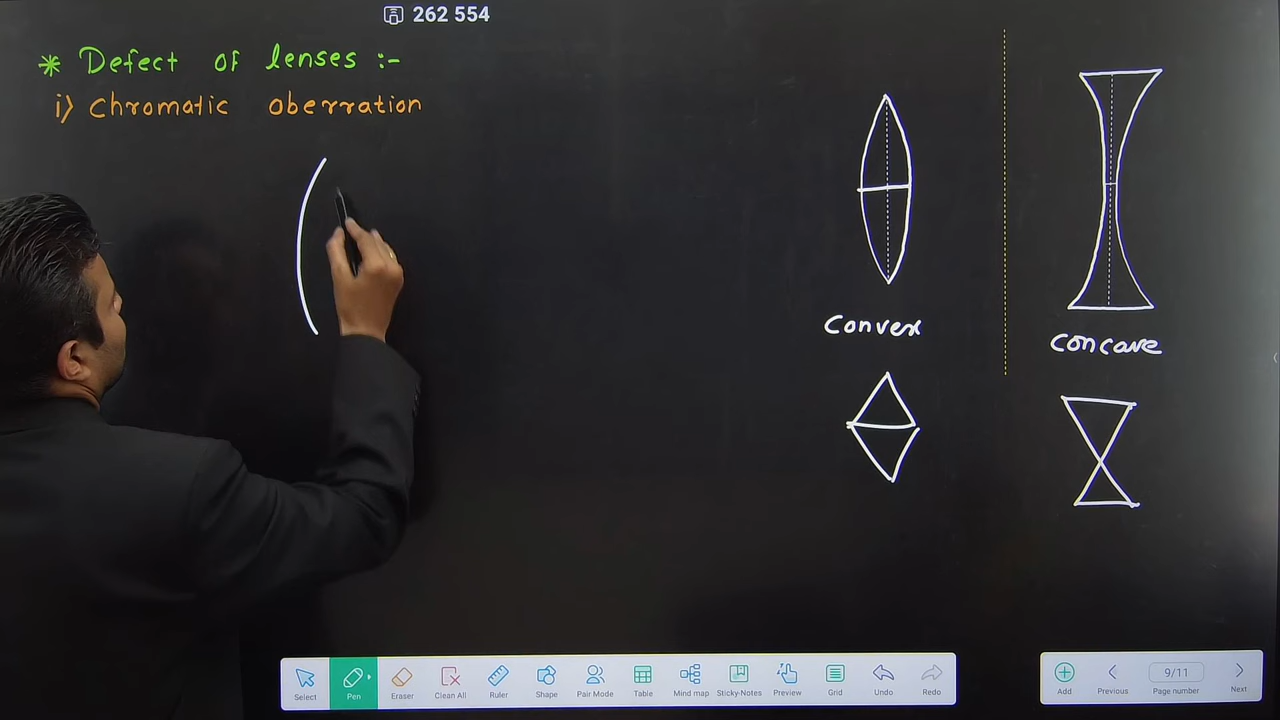 262 554
* Defect of lenses :-
i) Chromatic oberration
Convex
Concave
Select
Pen
Eraser
Clean All
Ruler
Shape
Pair Mode
Table
Mind map
Sticky-Notes
Preview
Grid
Undo
Redo
Add
Previous
9/11
Page number
Next